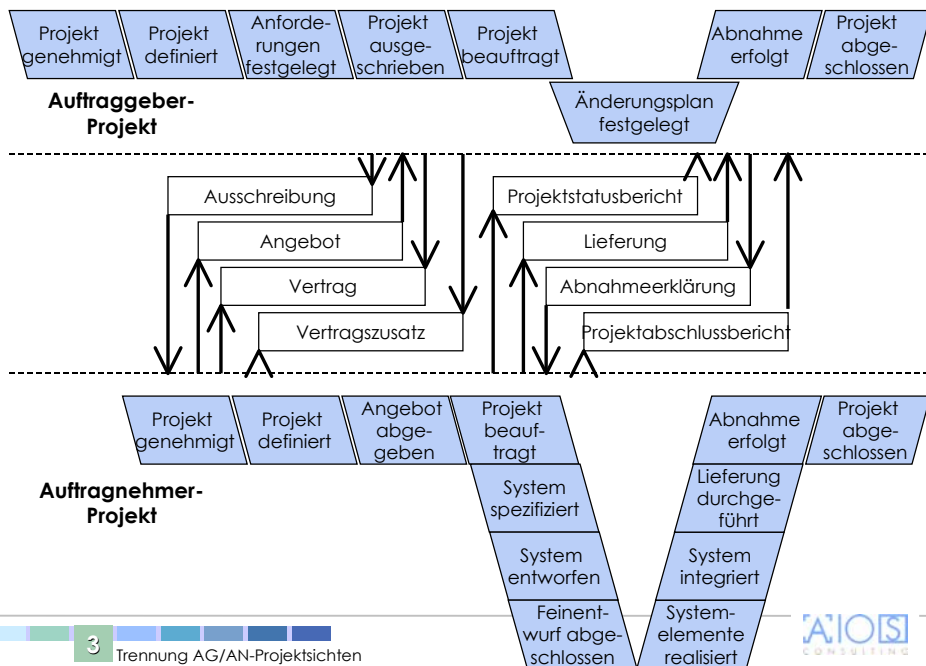 Projekt
genehmigt
Projekt
definiert
Anforde-
rungen
festgelegt
Projekt
ausge-
schrieben
Projekt
beauftragt
Abnahme
erfolgt
Projekt
abge-
schlossen
Auftraggeber-
Projekt
Änderungsplan
festgelegt
Ausschreibung
Angebot
Vertrag
Vertragszusatz
Projektstatusbericht
Lieferung
Abnahmeerklärung
Projektabschlussbericht
Projekt
genehmigt
Projekt
definiert
Angebot
abge-
geben
Projekt
beauf-
tragt
Abnahme
erfolgt
Projekt
abge-
schlossen
Auftragnehmer-
Projekt
System
spezifiziert
Lieferung
durchge-
führt
System
entworfen
System
integriert
Feinent-
wurf abge-
schlossen
System-
elemente
realisiert
3
Trennung AG/AN-Projektsichten
A|O|S
CONSULTING